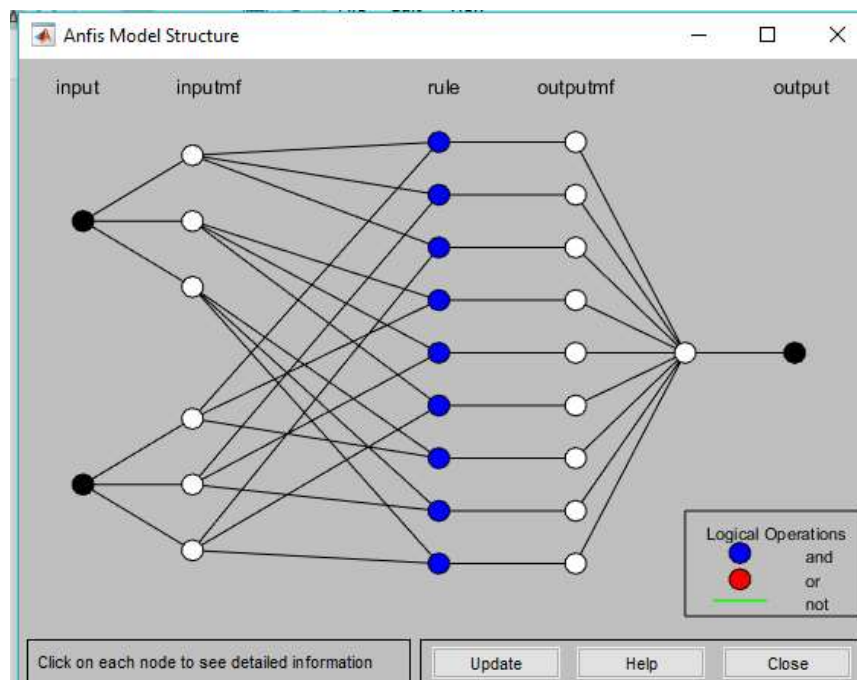 Anfis Model Structure
input inputmf rule outputmf output
Logical Operations
and
or
not
Click on each node to see detailed information
Update Help Close